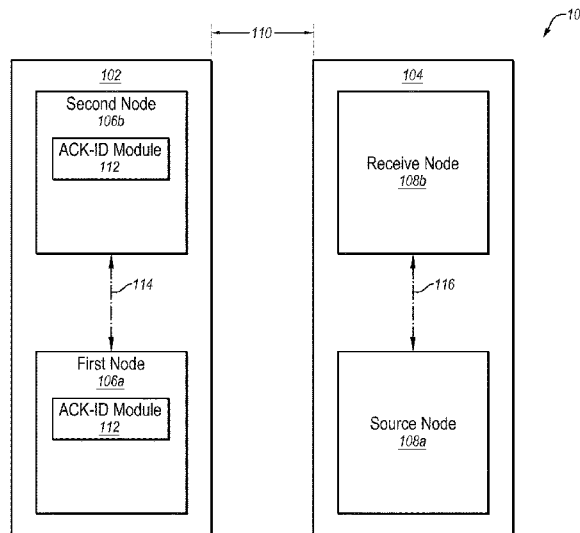 110
10
102
Second Node
106b
ACK-ID Module
112
114
First Node
106a
ACK-ID Module
112
104
Receive Node
108b
116
Source Node
108a